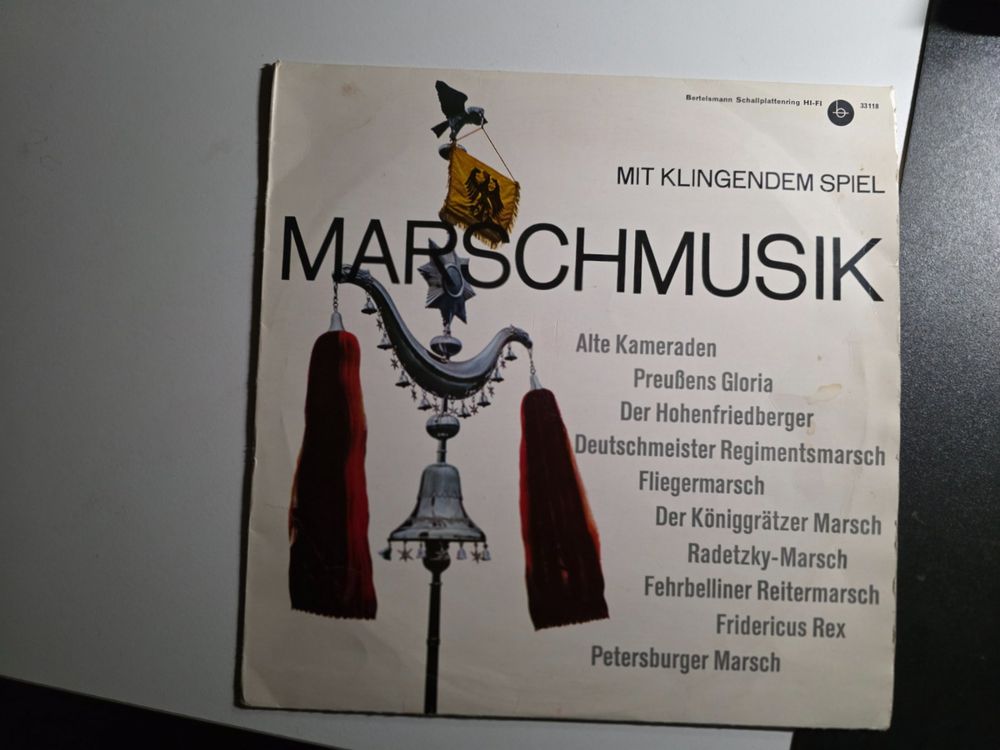 Bertelsmann Schallplattenring HI-FI b 33118
MIT KLINGENDEM SPIEL
MARSCHMUSIK
Alte Kameraden
Preußens Gloria
Der Hohenfriedberger
Deutschmeister Regimentsmarsch
Fliegermarsch
Der Königgrätzer Marsch
Radetzky-Marsch
Fehrbelliner Reitermarsch
Fridericus Rex
Petersburger Marsch